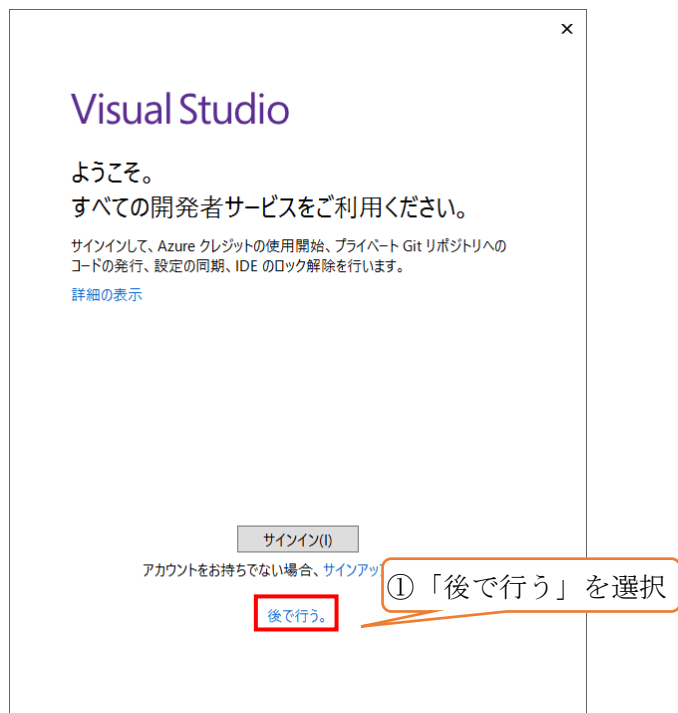 ×
Visual Studio
ようこそ。
すべての開発者サービスをご利用ください。
サインインして、Azure クレジットの使用開始、プライベート Git リポジトリへの
コードの発行、設定の同期、IDE のロック解除を行います。
詳細の表示
サインイン(I)
アカウントをお持ちでない場合、サインアップ
①「後で行う」を選択
後で行う。